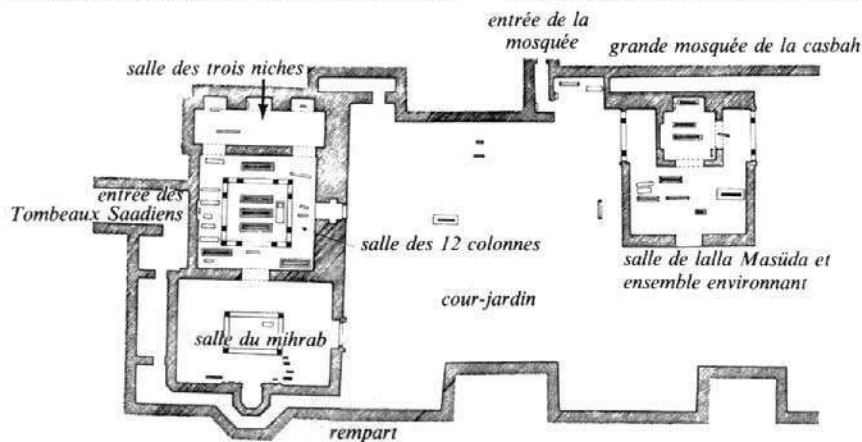 entrée de la
mosquée
grande mosquée de la casbah
salle des trois niches
entrée des
Tombeaux Saadiens
salle des 12 colonnes
salle de lalla Masüda et
ensemble environnant
cour-jardin
salle du mihrab
rempart